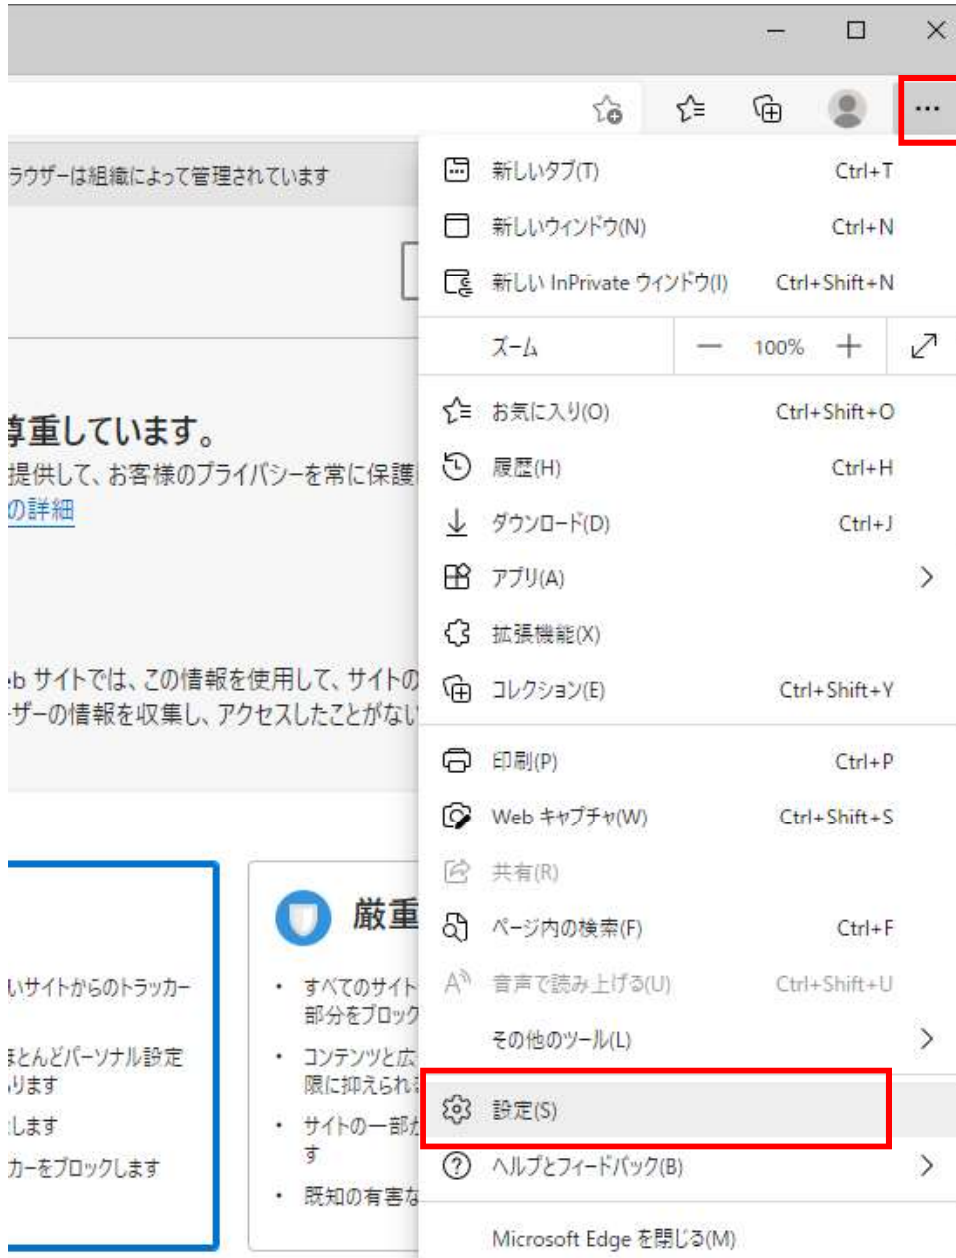 ラウザーは組織によって管理されています
新しいタブ(T) Ctrl+T
新しいウィンドウ(N) Ctrl+N
新しい InPrivate ウィンドウ(I) Ctrl+Shift+N
ズーム 100%
お気に入り(O) Ctrl+Shift+O
履歴(H) Ctrl+H
ダウンロード(D) Ctrl+J
アプリ(A)
拡張機能(X)
コレクション(E) Ctrl+Shift+Y
印刷(P) Ctrl+P
Web キャプチャ(W) Ctrl+Shift+S
共有(R)
ページ内の検索(F) Ctrl+F
音声で読み上げる(U) Ctrl+Shift+U
その他のツール(L)
設定(S)
ヘルプとフィードバック(B)
Microsoft Edge を閉じる(M)
尊重しています。
提供して、お客様のプライバシーを常に保護
の詳細
eb サイトでは、この情報を使用して、サイトの
ーザーの情報を収集し、アクセスしたことがない
いサイトからのトラッカー
ほとんどパーソナル設定
ります
します
カーをブロックします
厳重
・ すべてのサイト
部分をブロック
・ コンテンツと広
限に抑えられ
・ サイトの一部が
す
・ 既知の有害な